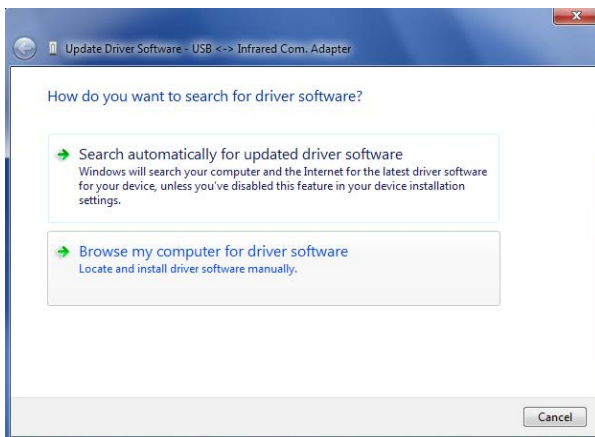 Update Driver Software - USB <-> Infrared Com. Adapter
How do you want to search for driver software?
Search automatically for updated driver software
Windows will search your computer and the Internet for the latest driver software
for your device, unless you've disabled this feature in your device installation
settings.
Browse my computer for driver software
Locate and install driver software manually.
Cancel